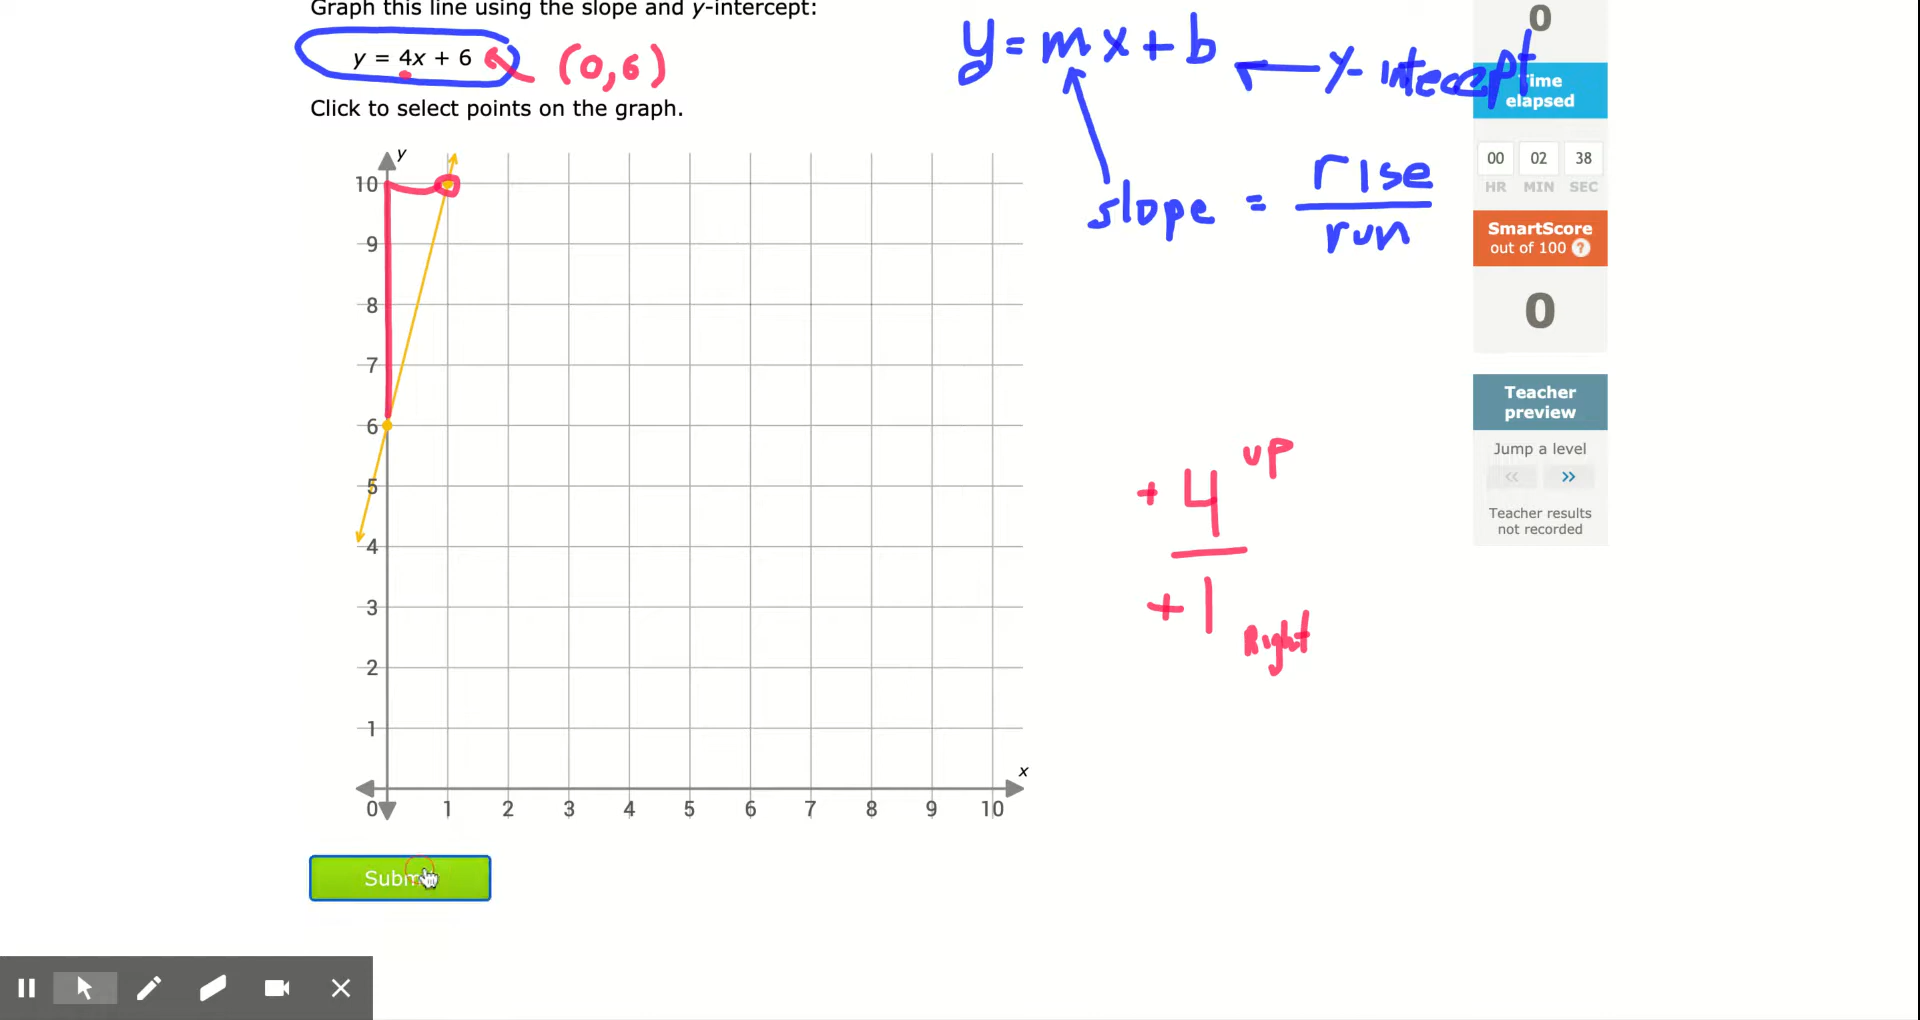 Graph this line using the slope and y-intercept:
y = 4x + 6
(0,6)
Click to select points on the graph.
y = mx + b
y-intercept
slope = rise
run
0
Time
elapsed
00 02 38
HR MIN SEC
SmartScore
out of 100 ?
0
Teacher
preview
Jump a level
<< >>
Teacher results
not recorded
y
10
9
8
7
6
5
4
3
2
1
x
0 1 2 3 4 5 6 7 8 9 10
+4 up
+1 Right
Submit